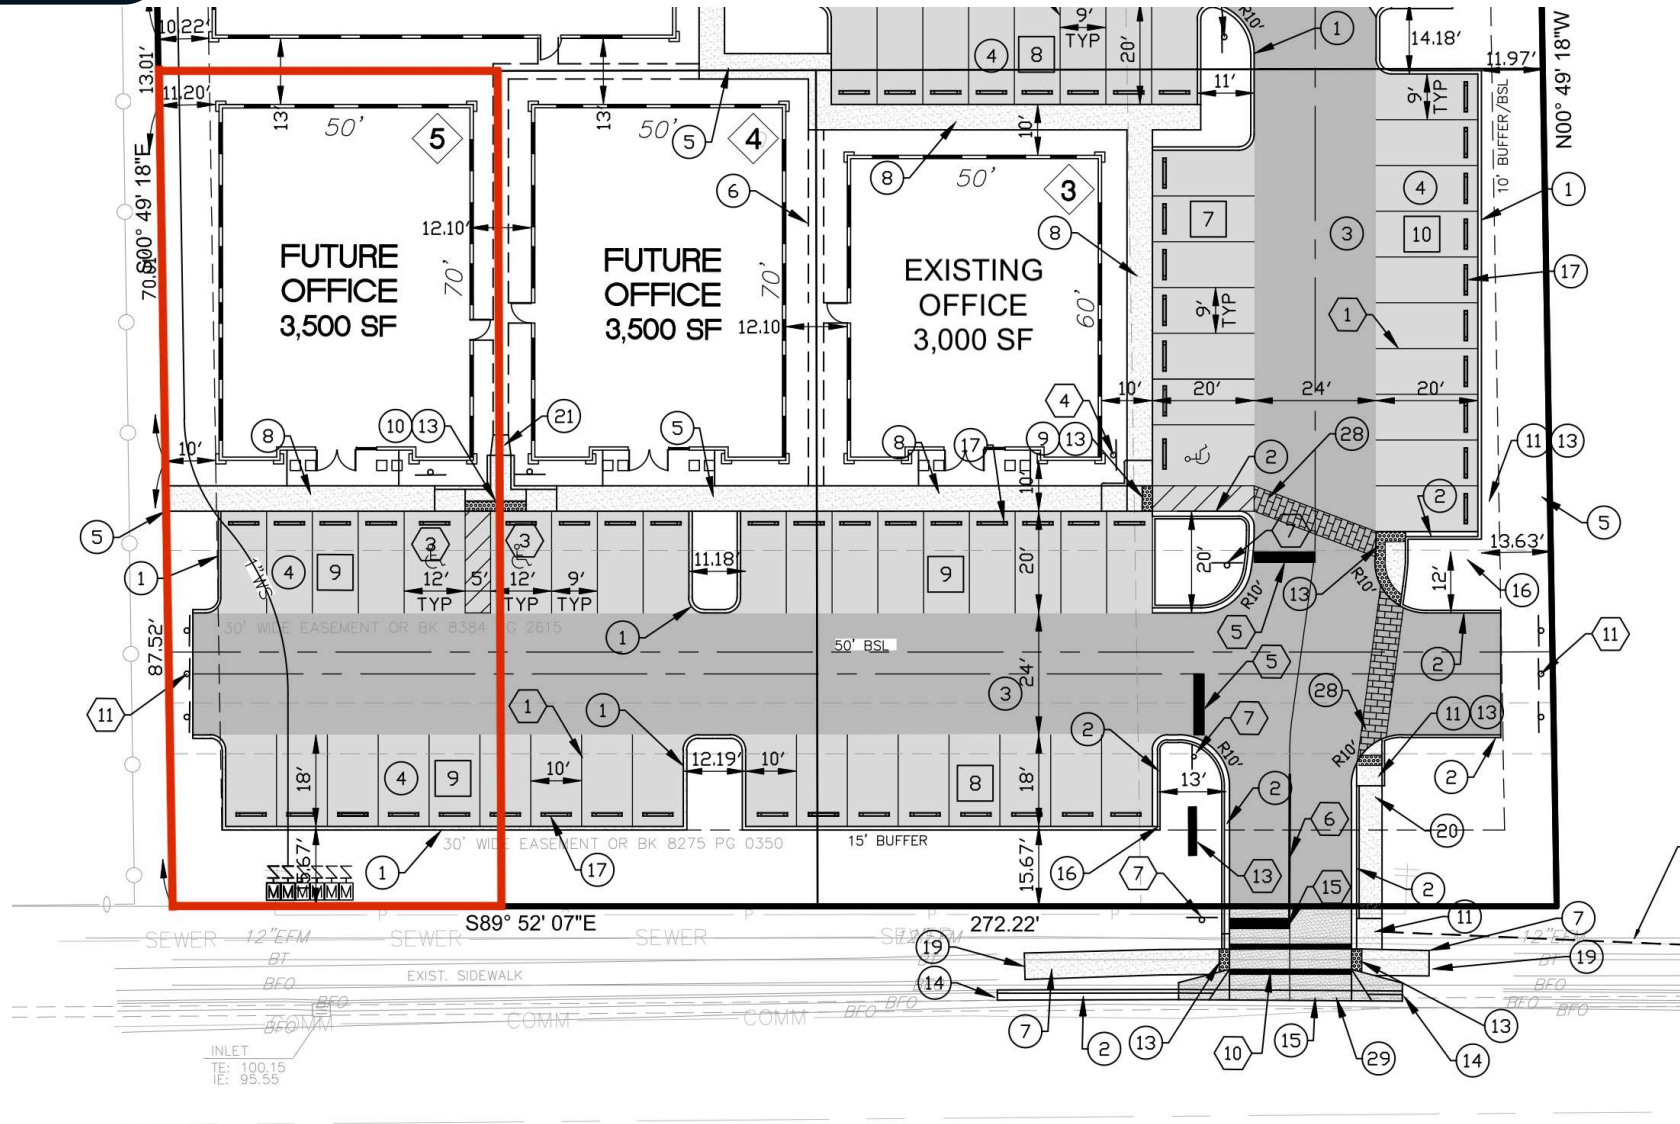 10.22'
13.01'
9'
TYP
4
8
20'
R10'
1
14.18'
11.97'
N00° 49' 18"W
11.20'
13'
50'
5
13'
50'
5
4
11'
10'
9'
TYP
10' BUFFER/BSL
S00° 49' 18"E
6
8
50'
3
4
1
7
10
8
3
12.10'
FUTURE
OFFICE
3,500 SF
70'
FUTURE
OFFICE
3,500 SF
70'
EXISTING
OFFICE
3,000 SF
60'
12.10'
9'
TYP
1
17
10'
20'
24'
20'
4
28
11 13
10'
8
10 13
21
5
8
17
9 13
10'
2
2
5
5
13.63'
1
4
9
3
3
11.18'
20'
9
20'
7
R10'
13
R10'
12'
16
12'
TYP
5'
12'
TYP
9'
TYP
1"WS
30' WIDE EASEMENT OR BK 8384 PG 2615
1
50' BSL
5
11
87.52'
24'
3
5
2
11
1
1
28
11 13
2
7
R10'
R10'
2
18'
4
9
10'
12.19'
10'
8
18'
13'
2
6
20
30' WIDE EASEMENT OR BK 8275 PG 0350
15' BUFFER
1
17
15.67'
16
7
13
15
2
M M M M M M
S89° 52' 07"E
272.22'
11
7
SEWER
12"EFM
SEWER
SEWER
19
19
BT
BT
EXIST. SIDEWALK
BFO
BFO
14
BFO
BFO
BFO
BFO
COMM
COMM
COMM
BFO
7
2
13
10
15
29
14
13
INLET
TE: 100.15
IE: 95.55